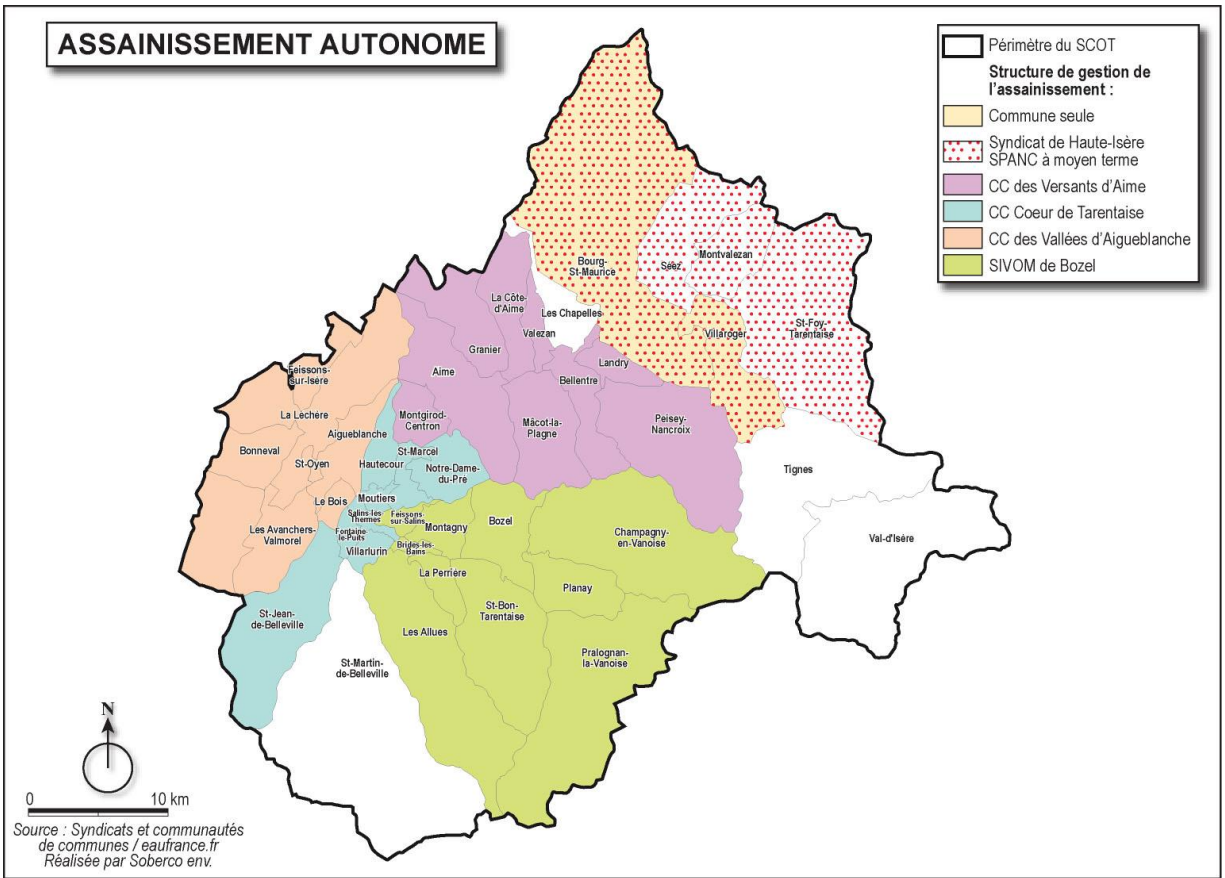 ASSAINISSEMENT AUTONOME
Périmètre du SCOT
Structure de gestion de
l'assainissement :
Commune seule
Syndicat de Haute-Isère
SPANC à moyen terme
CC des Versants d'Aime
CC Coeur de Tarentaise
CC des Vallées d'Aigueblanche
SIVOM de Bozel
Bourg-
St-Maurice
Séez
Montvalezan
St-Foy-
Tarentaise
Villaroger
La Côte-
d'Aime
Les Chapelles
Valezan
Granier
Landry
Aime
Bellentre
Feissons-
sur-Isère
Montgirod-
Centron
Mâcot-la-
Plagne
Peisey-
Nancroix
La Léchère
Aigueblanche
Bonneval
St-Oyen
St-Marcel
Hautecour
Notre-Dame-
du-Pré
Tignes
Le Bois
Moutiers
Salins-les-
Thermes
Feissons-
sur-Salins
Bozel
Montagny
Champagny-
en-Vanoise
Val-d'Isère
Les Avanchers-
Valmorel
Fontaine-
le-Puits
Villarlurin
Brides-les-
Bains
La Perrière
Planay
St-Bon-
Tarentaise
St-Jean-
de-Belleville
Les Allues
Pralognan-
la-Vanoise
St-Martin-
de-Belleville
N
0 10 km
Source : Syndicats et communautés
de communes / eaufrance.fr
Réalisée par Soberco env.